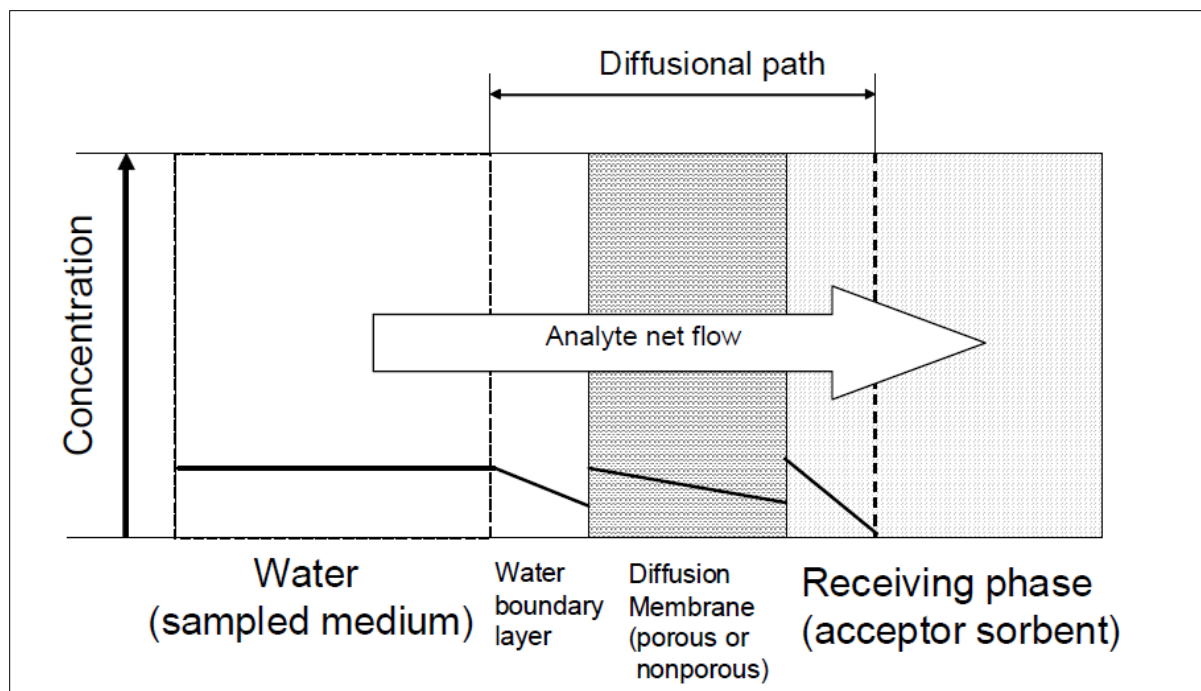 Diffusional path
Concentration
Analyte net flow
Water
(sampled medium)
Water
boundary
layer
Diffusion
Membrane
(porous or
nonporous)
Receiving phase
(acceptor sorbent)